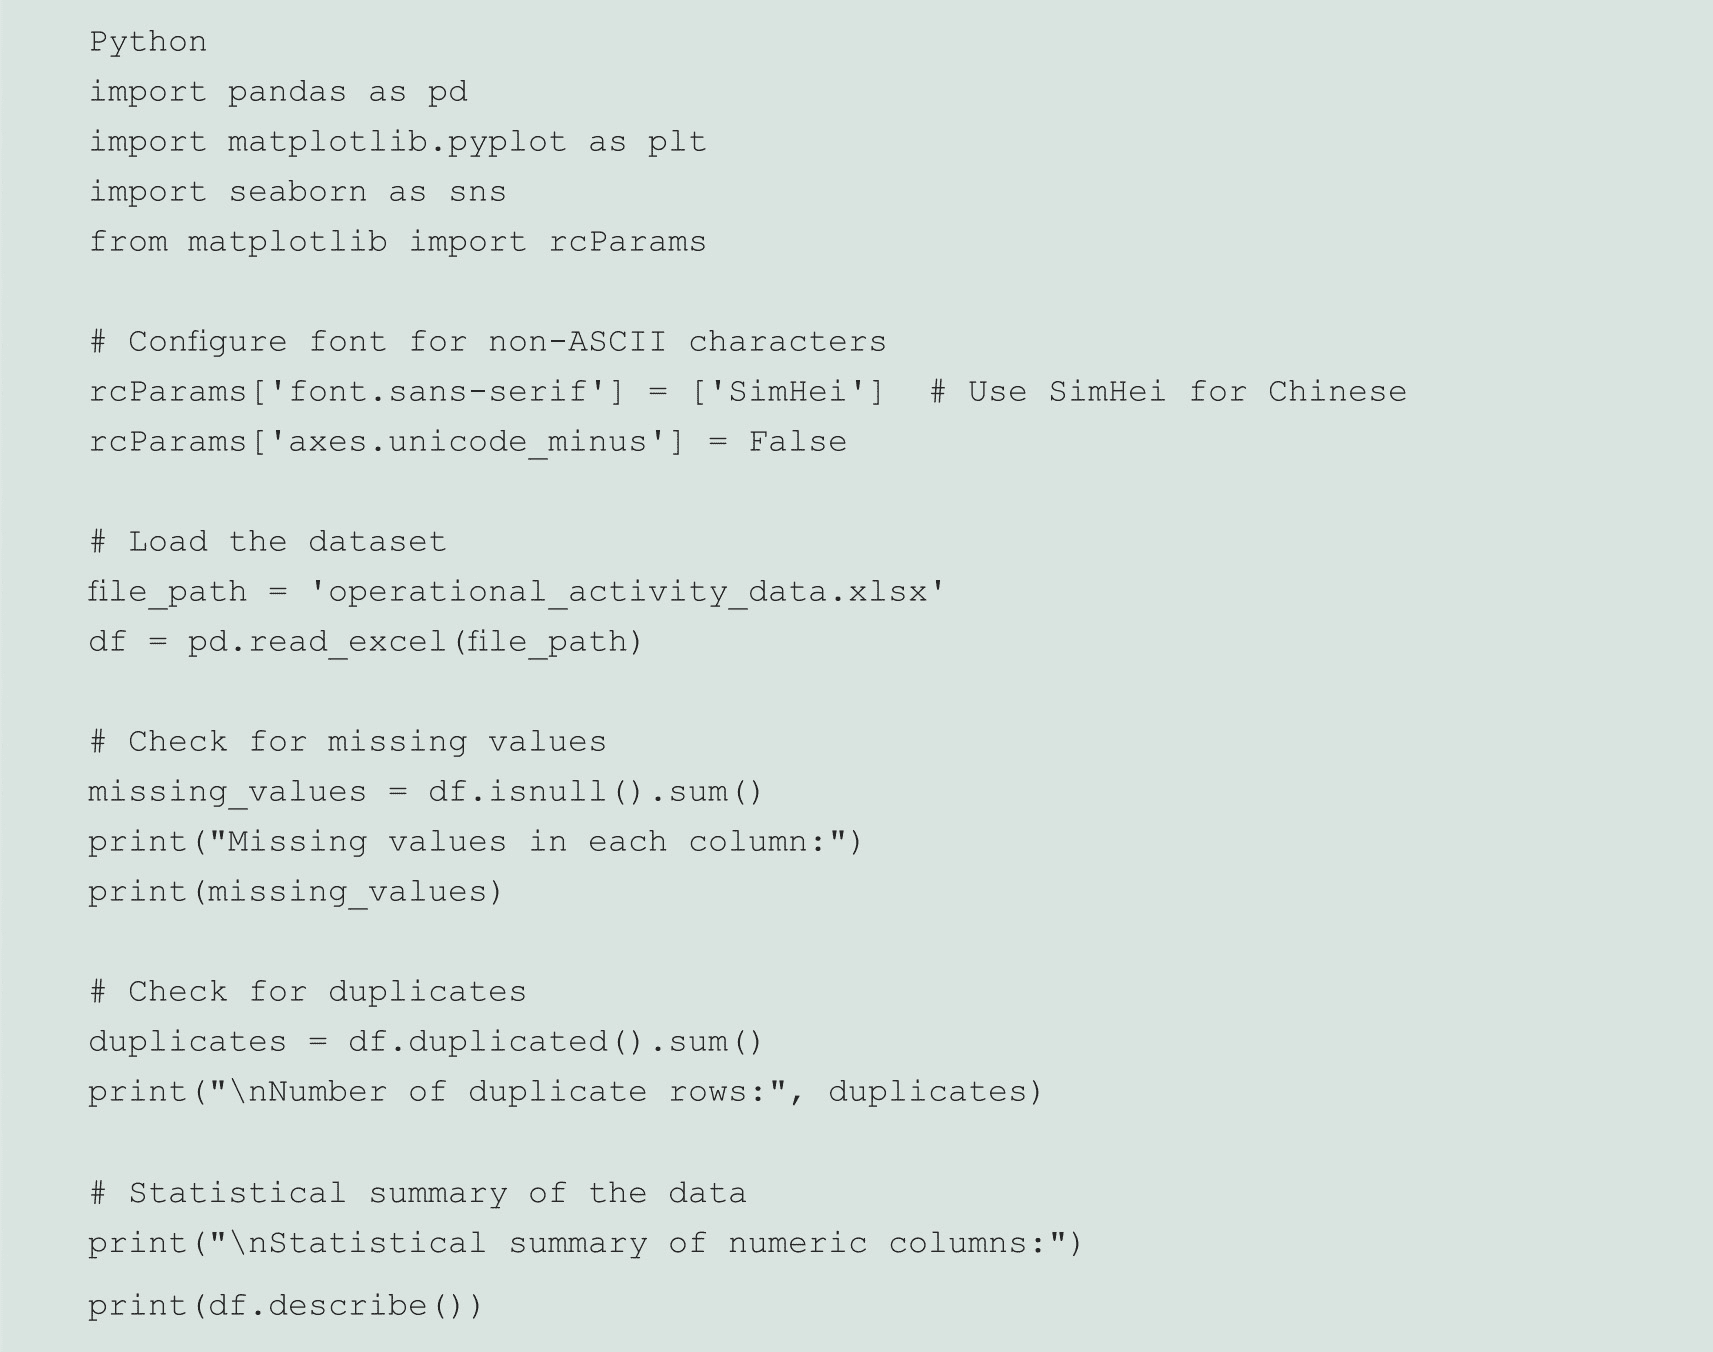 Python
import pandas as pd
import matplotlib.pyplot as plt
import seaborn as sns
from matplotlib import rcParams
# Configure font for non-ASCII characters
rcParams['font.sans-serif'] = ['SimHei']  # Use SimHei for Chinese
rcParams['axes.unicode_minus'] = False
# Load the dataset
file_path = 'operational_activity_data.xlsx'
df = pd.read_excel(file_path)
# Check for missing values
missing_values = df.isnull().sum()
print("Missing values in each column:")
print(missing_values)
# Check for duplicates
duplicates = df.duplicated().sum()
print("\nNumber of duplicate rows:", duplicates)
# Statistical summary of the data
print("\nStatistical summary of numeric columns:")
print(df.describe())